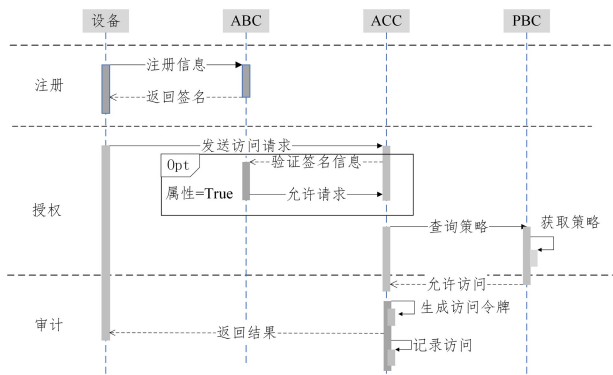 设备 ABC ACC PBC
注册
注册信息
返回签名
发送访问请求
Opt
验证签名信息
属性=True
允许请求
授权
查询策略
获取策略
允许访问
审计
生成访问令牌
返回结果
记录访问